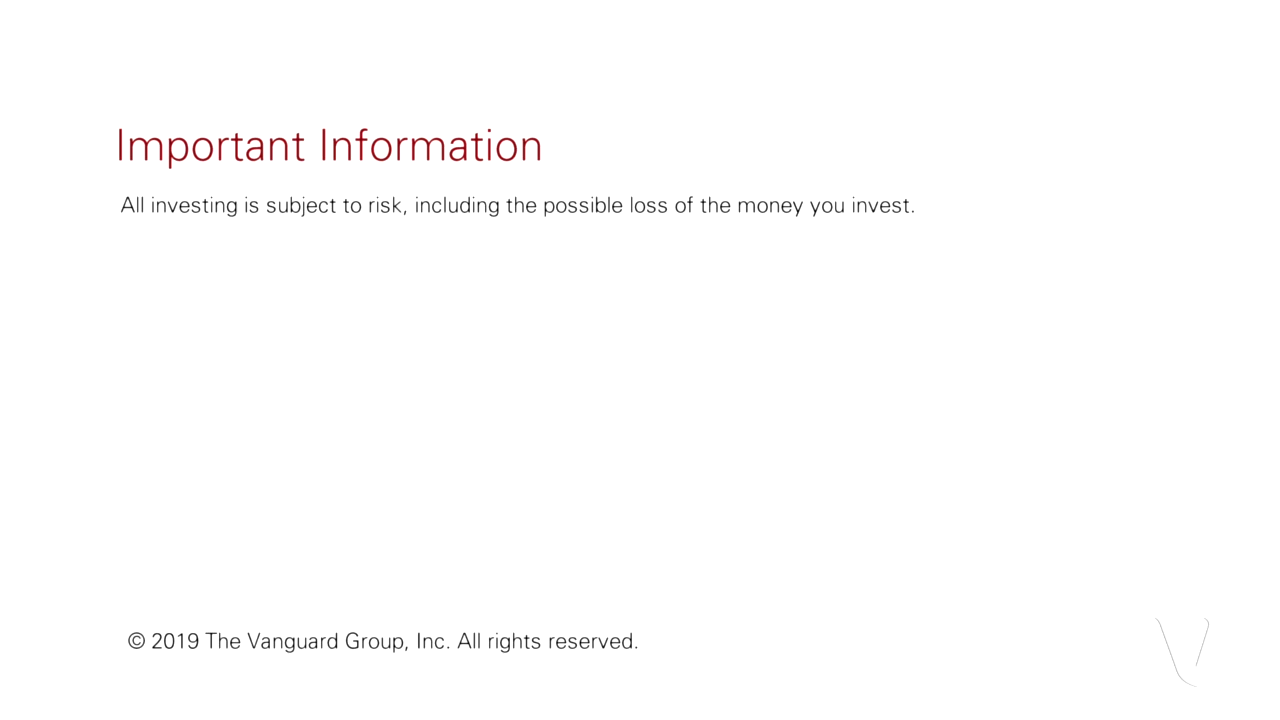 Important Information
All investing is subject to risk, including the possible loss of the money you invest.
© 2019 The Vanguard Group, Inc. All rights reserved.